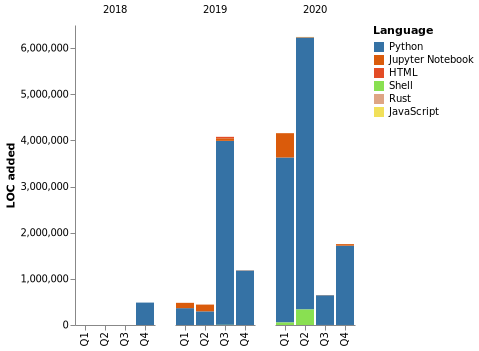 2018 2019 2020
Language
Python
Jupyter Notebook
HTML
Shell
Rust
JavaScript
LOC added
6,000,000
5,000,000
4,000,000
3,000,000
2,000,000
1,000,000
0
Q1 Q2 Q3 Q4 Q1 Q2 Q3 Q4 Q1 Q2 Q3 Q4